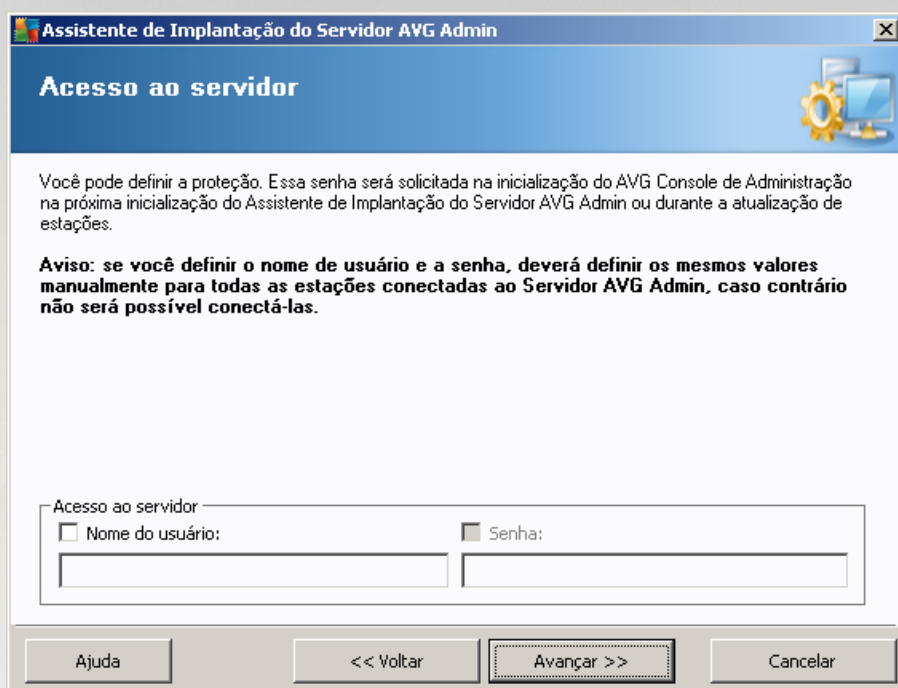 Assistente de Implantação do Servidor AVG Admin
Acesso ao servidor
Você pode definir a proteção. Essa senha será solicitada na inicialização do AVG Console de Administração
na próxima inicialização do Assistente de Implantação do Servidor AVG Admin ou durante a atualização de
estações.
Aviso: se você definir o nome de usuário e a senha, deverá definir os mesmos valores
manualmente para todas as estações conectadas ao Servidor AVG Admin, caso contrário
não será possível conectá-las.
Acesso ao servidor
Nome do usuário: Senha:
Ajuda << Voltar Avançar >> Cancelar